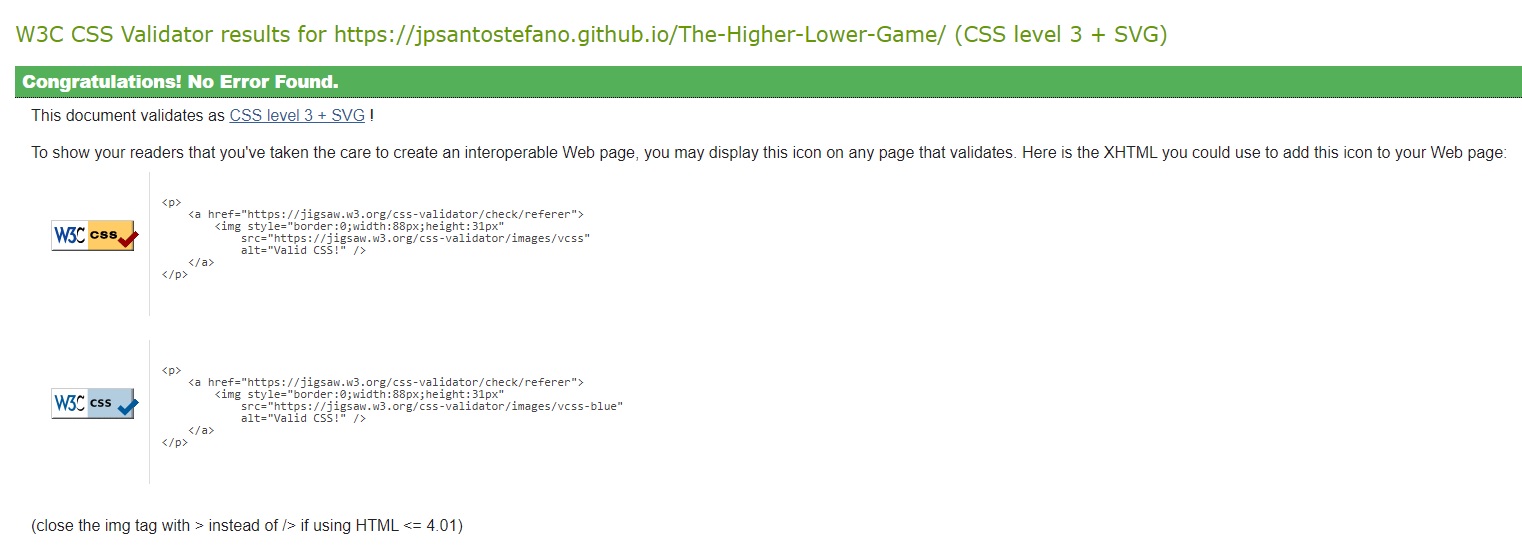 W3C CSS Validator results for https://jpsantostefano.github.io/The-Higher-Lower-Game/ (CSS level 3 + SVG)
Congratulations! No Error Found.
This document validates as CSS level 3 + SVG !
To show your readers that you've taken the care to create an interoperable Web page, you may display this icon on any page that validates. Here is the XHTML you could use to add this icon to your Web page:
W3C css
<p>
<a href="https://jigsaw.w3.org/css-validator/check/referer">
<img style="border:0;width:88px;height:31px"
src="https://jigsaw.w3.org/css-validator/images/vcss"
alt="Valid CSS!" />
</a>
</p>
W3C css
<p>
<a href="https://jigsaw.w3.org/css-validator/check/referer">
<img style="border:0;width:88px;height:31px"
src="https://jigsaw.w3.org/css-validator/images/vcss-blue"
alt="Valid CSS!" />
</a>
</p>
(close the img tag with > instead of /> if using HTML <= 4.01)